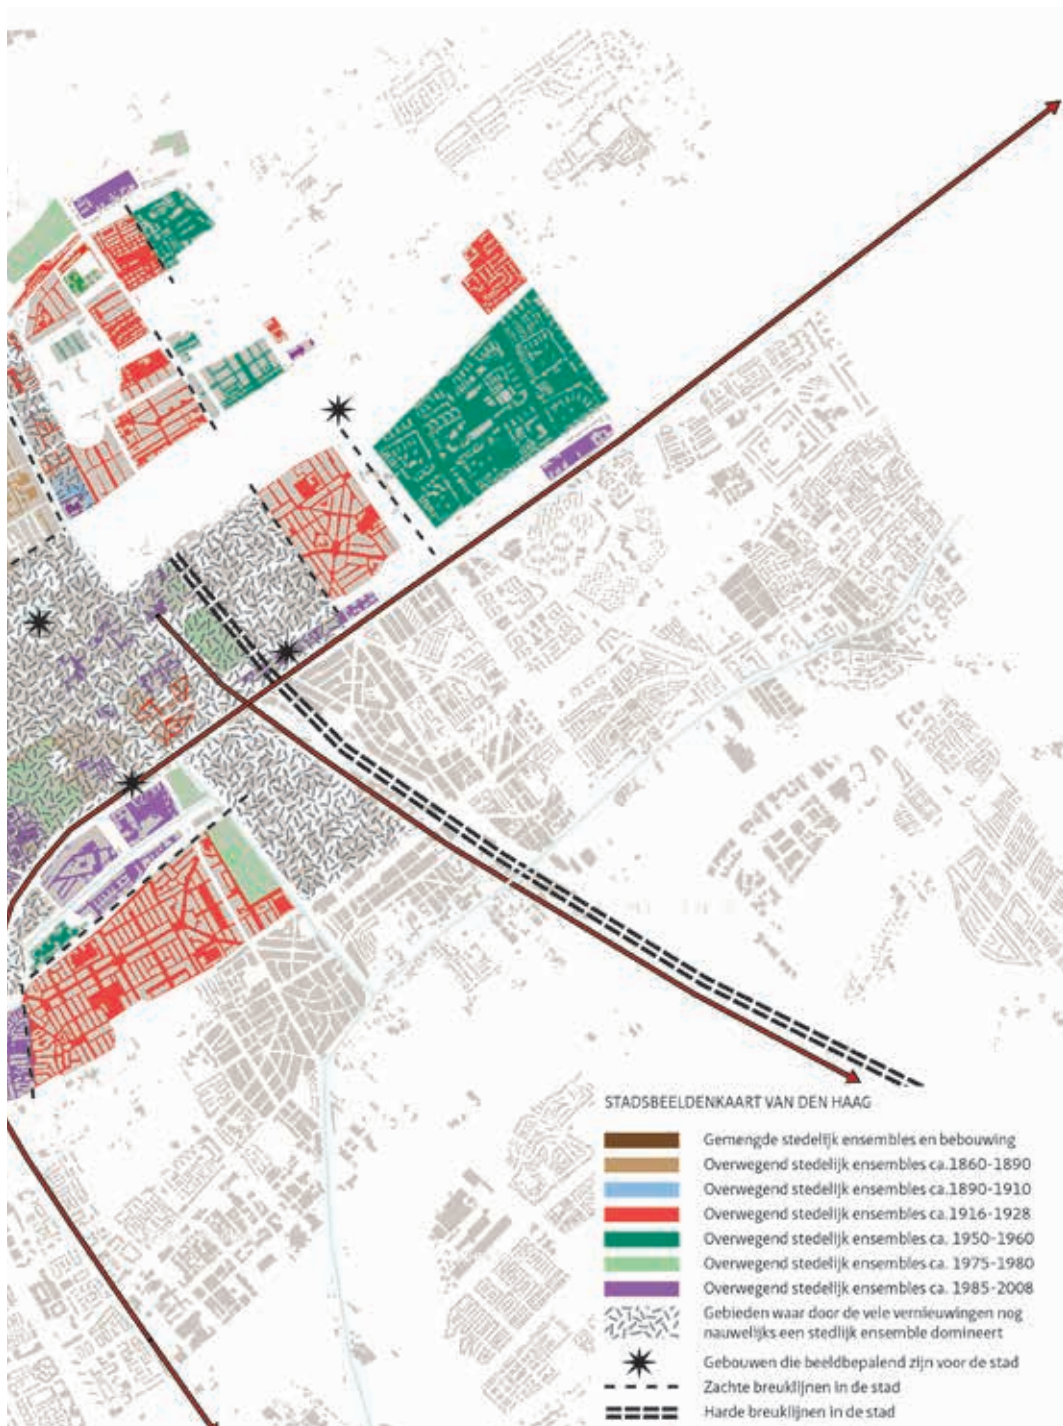 STADSBEELDENKAART VAN DEN HAAG
Gemengde stedelijk ensembles en bebouwing
Overwegend stedelijk ensembles ca.1860-1890
Overwegend stedelijk ensembles ca.1890-1910
Overwegend stedelijk ensembles ca.1916-1928
Overwegend stedelijk ensembles ca. 1950-1960
Overwegend stedelijk ensembles ca. 1975-1980
Overwegend stedelijk ensembles ca. 1985-2008
Gebieden waar door de vele vernieuwingen nog
nauwelijks een stedlijk ensemble domineert
Gebouwen die beeldbepalend zijn voor de stad
Zachte breuklijnen in de stad
Harde breuklijnen in de stad